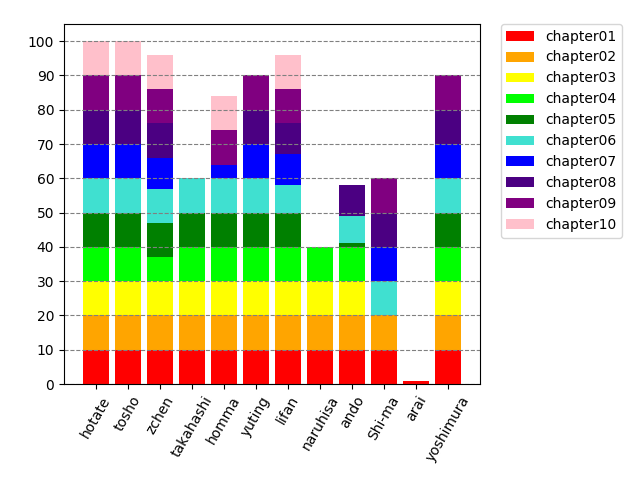 100
90
80
70
60
50
40
30
20
10
0
hotate
tosho
zchen
takahashi
homma
yuting
lifan
naruhisa
ando
Shi-ma
arai
yoshimura
chapter01
chapter02
chapter03
chapter04
chapter05
chapter06
chapter07
chapter08
chapter09
chapter10